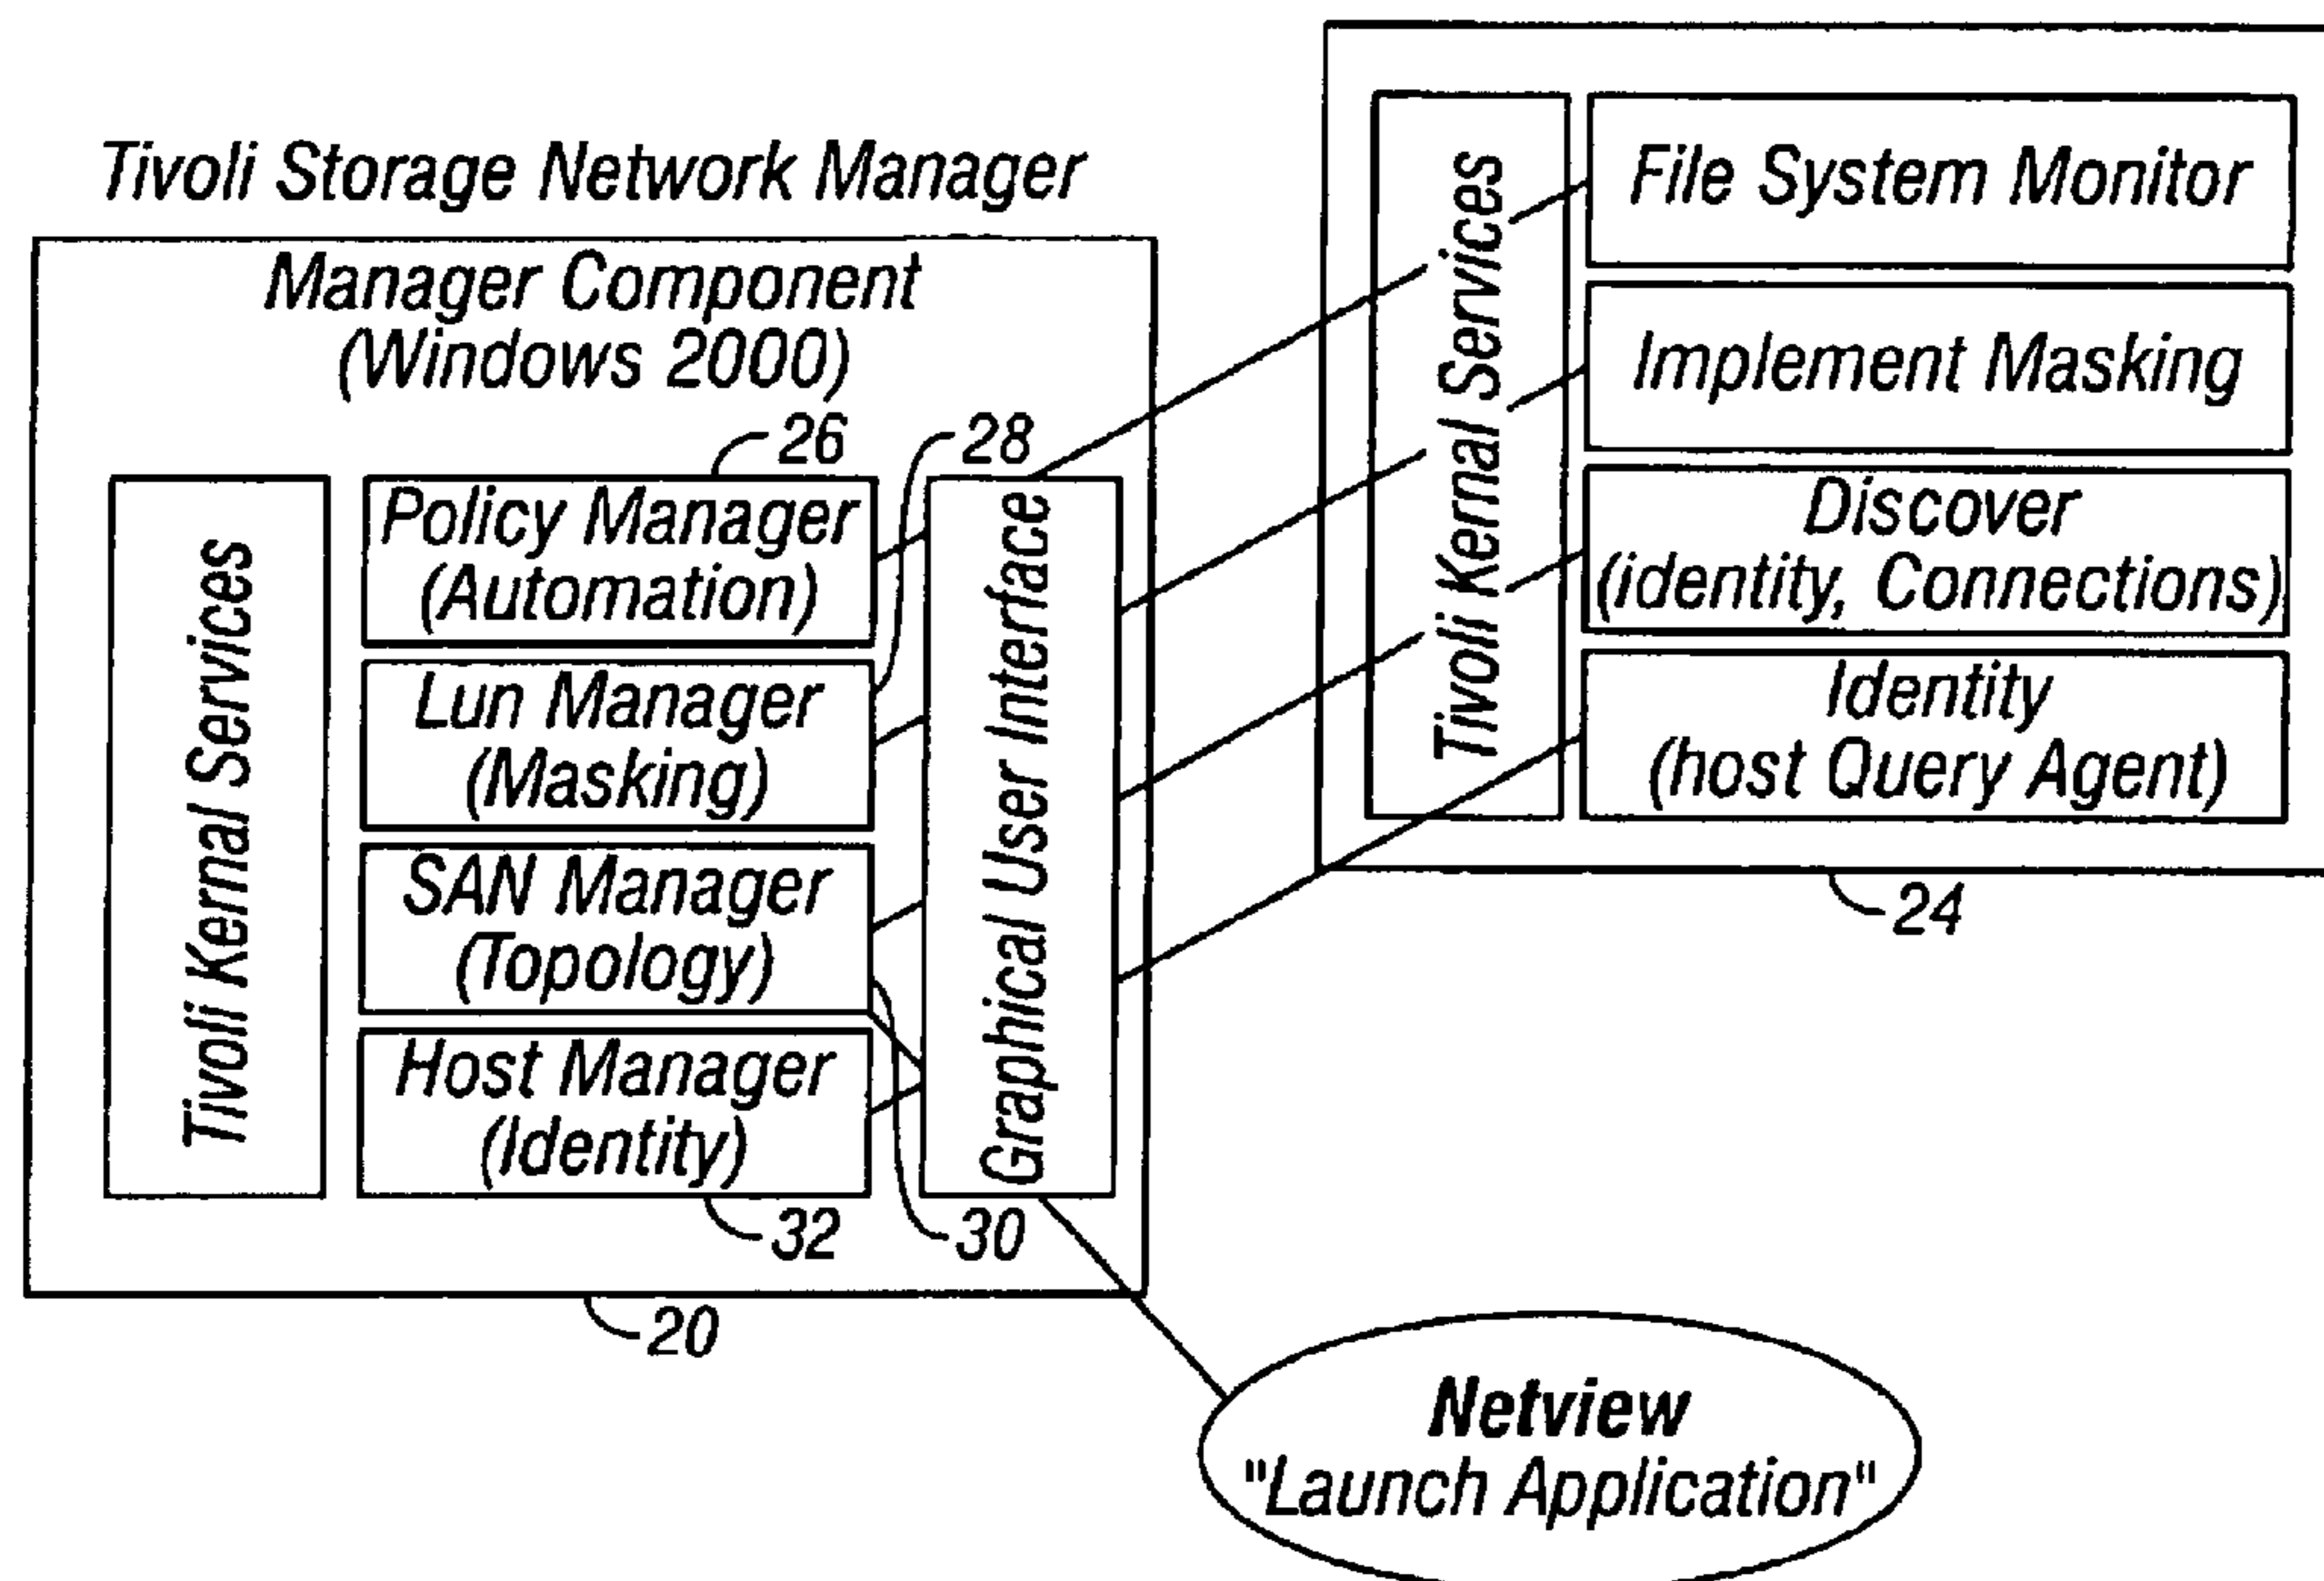 Tivoli Storage Network Manager
Manager Component
(Windows 2000)
26
28
Tivoli Kernal Services
Policy Manager
(Automation)
Lun Manager
(Masking)
SAN Manager
(Topology)
Host Manager
(Identity)
Graphical User Interface
32
30
20
Tivoli Kernal Services
File System Monitor
Implement Masking
Discover
(identity, Connections)
Identity
(host Query Agent)
24
Netview
"Launch Application"